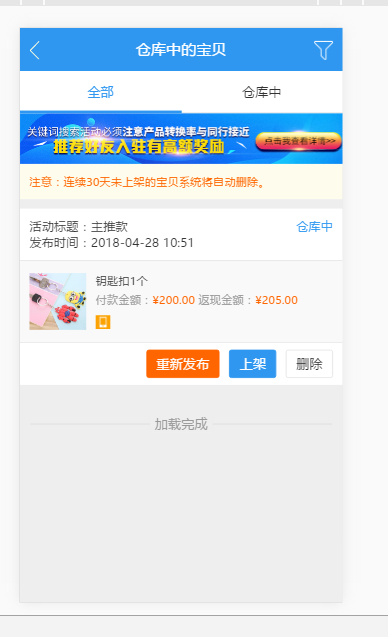 仓库中的宝贝
全部
仓库中
关键词搜索活动必须注意产品转换率与同行接近
推荐好友入驻有高额奖励
点击我查看详情>>
注意：连续30天未上架的宝贝系统将自动删除。
活动标题：主推款
仓库中
发布时间：2018-04-28 10:51
钥匙扣1个
付款金额：¥200.00 返现金额：¥205.00
重新发布
上架
删除
加载完成